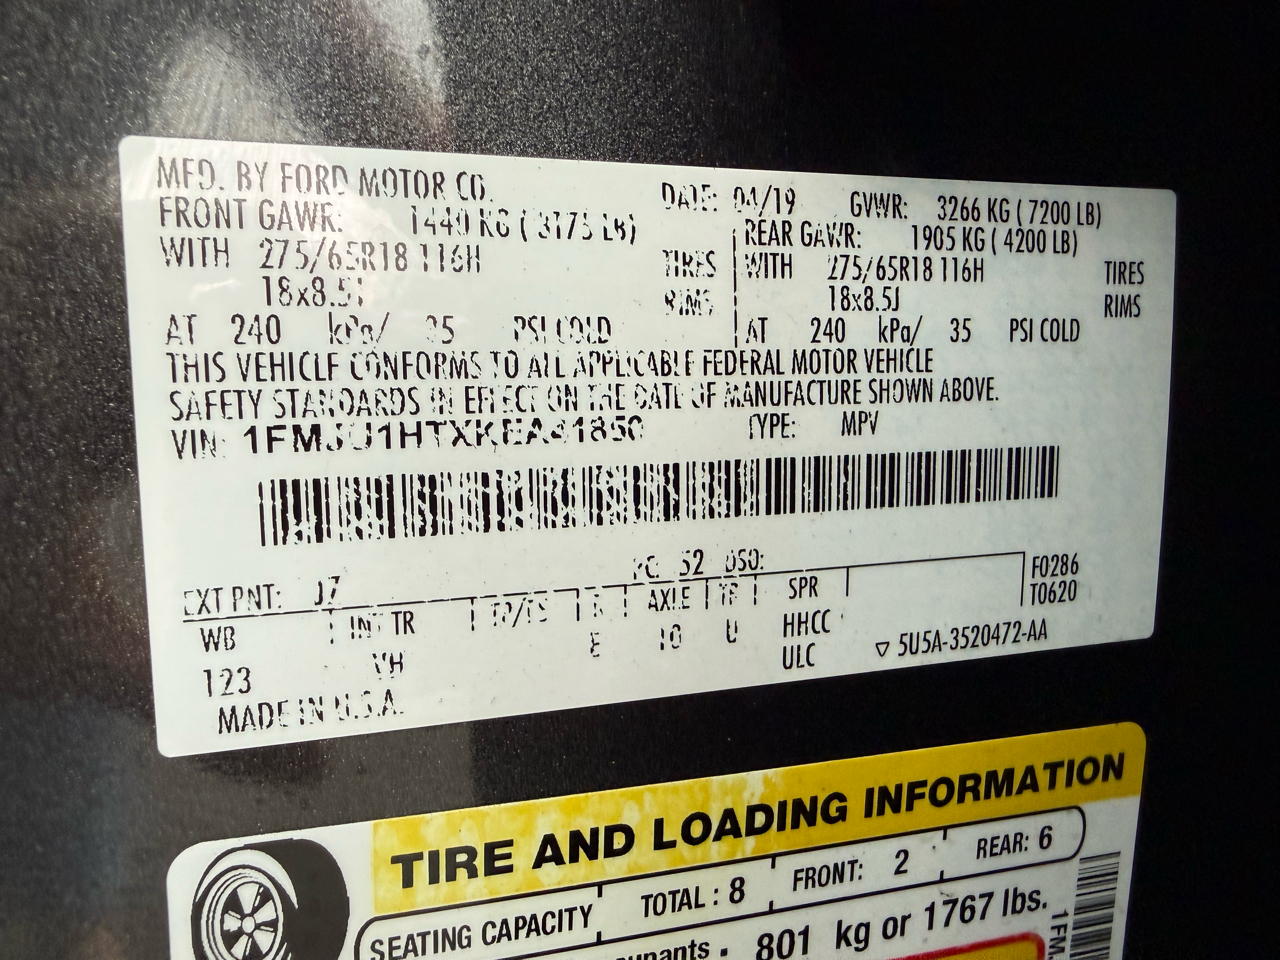 MFD. BY FORD MOTOR CO. DATE: 04/19 GVWR: 3266 KG ( 7200 LB)
FRONT GAWR: 1440 KG ( 3175 LB) REAR GAWR: 1905 KG ( 4200 LB)
WITH 275/65R18 116H TIRES WITH 275/65R18 116H TIRES
18x8.5J RIMS 18x8.5J RIMS
AT 240 kPa/ 35 PSI COLD AT 240 kPa/ 35 PSI COLD
THIS VEHICLE CONFORMS TO ALL APPLICABLE FEDERAL MOTOR VEHICLE
SAFETY STANDARDS IN EFFECT ON THE DATE OF MANUFACTURE SHOWN ABOVE.
VIN: TYPE: MPV
EXT PNT: J7 52 DSO: F0286
WB INT TR TP/PS R AXLE TR SPR T0620
123 VH E U HHCC
ULC ▽ 5U5A-3520472-AA
MADE IN U.S.A.
TIRE AND LOADING INFORMATION
SEATING CAPACITY TOTAL : 8 FRONT: 2 REAR: 6
801 kg or 1767 lbs.
1FM